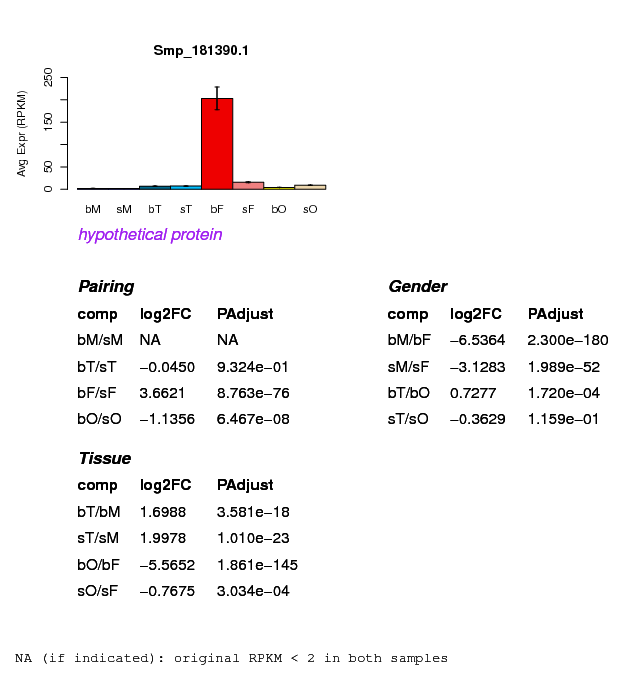 Smp_181390.1
Avg Expr (RPKM)
0 50 150 250
bM sM bT sT bF sF bO sO
hypothetical protein
Pairing
comp log2FC PAdjust
bM/sM NA NA
bT/sT −0.0450 9.324e−01
bF/sF 3.6621 8.763e−76
bO/sO −1.1356 6.467e−08
Gender
comp log2FC PAdjust
bM/bF −6.5364 2.300e−180
sM/sF −3.1283 1.989e−52
bT/bO 0.7277 1.720e−04
sT/sO −0.3629 1.159e−01
Tissue
comp log2FC PAdjust
bT/bM 1.6988 3.581e−18
sT/sM 1.9978 1.010e−23
bO/bF −5.5652 1.861e−145
sO/sF −0.7675 3.034e−04
NA (if indicated): original RPKM < 2 in both samples